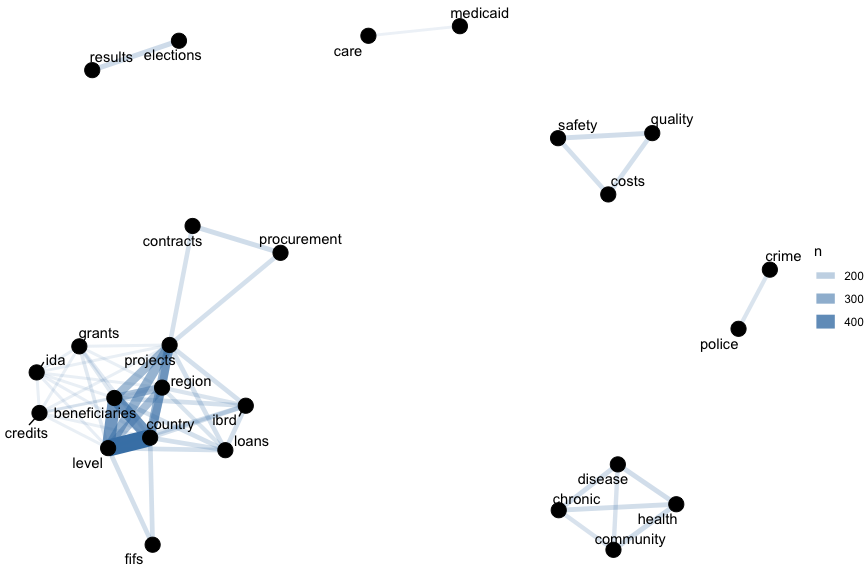 medicaid
results
elections
care
safety
quality
costs
contracts
procurement
crime
n
200
300
400
police
grants
ida
projects
region
beneficiaries
country
ibrd
credits
loans
level
disease
chronic
health
community
fifs